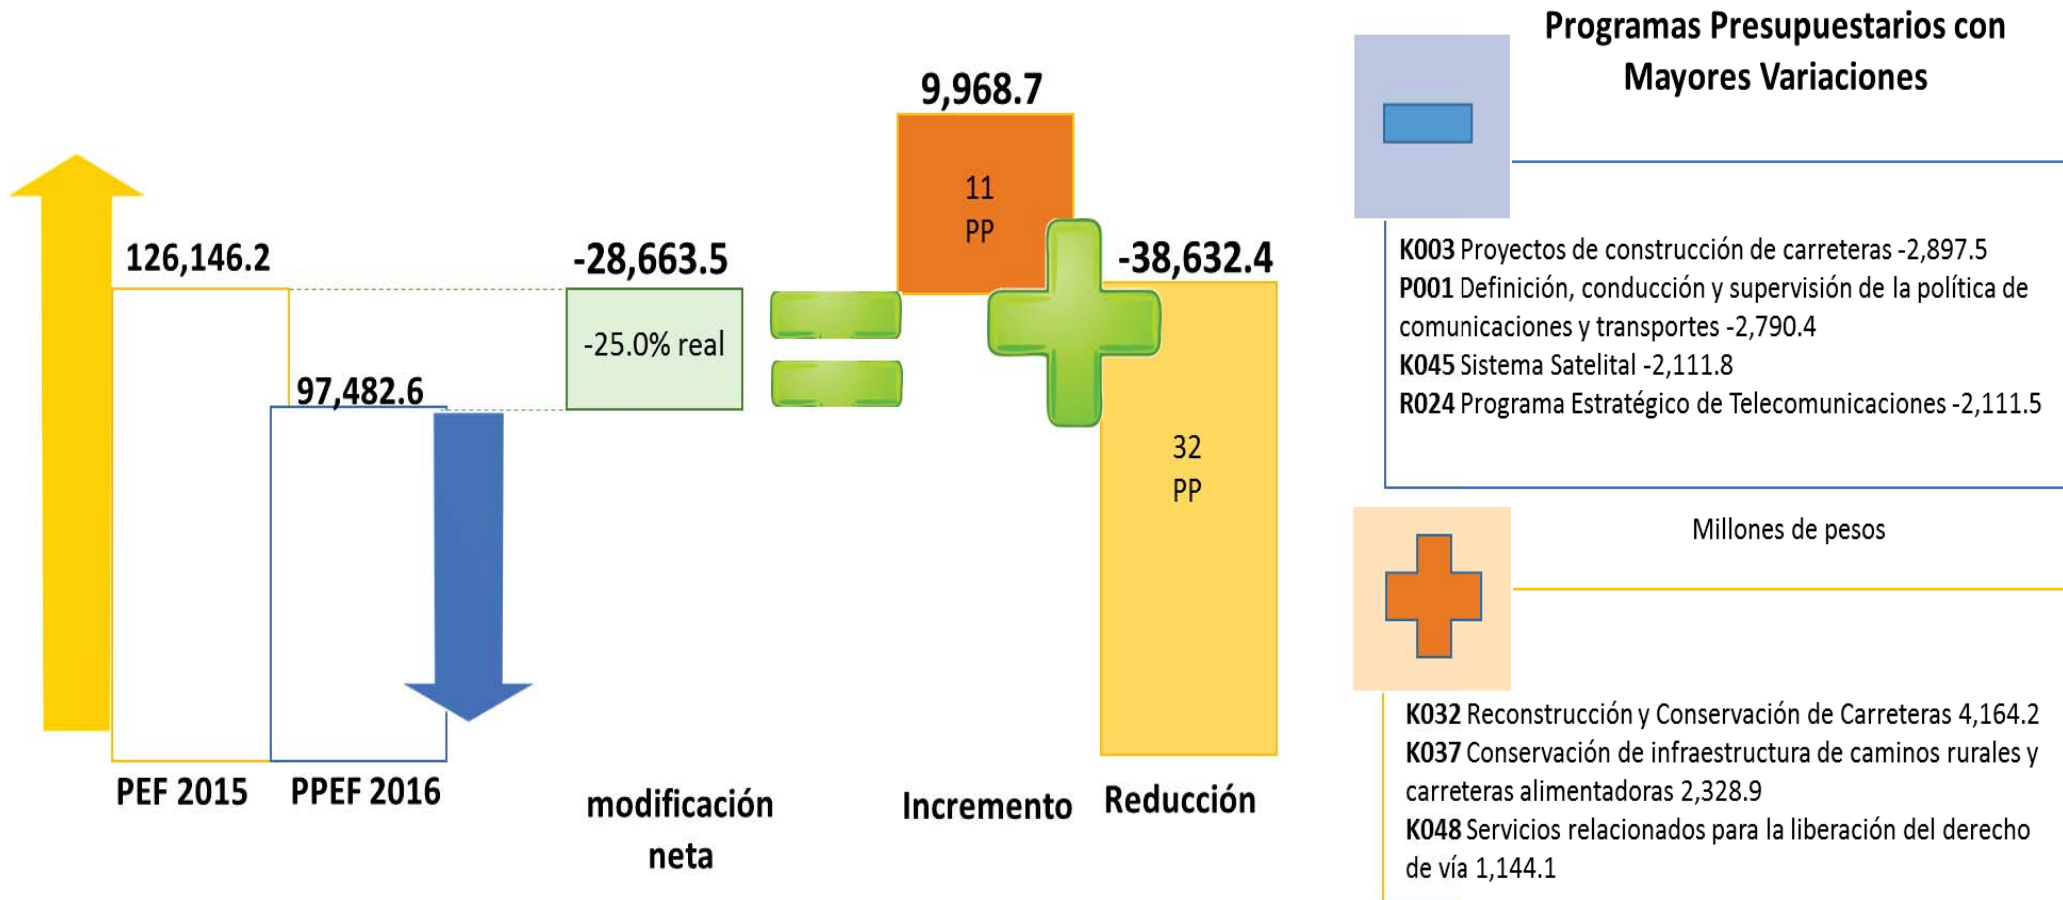 126,146.2
97,482.6
PEF 2015
PPEF 2016
-28,663.5
-25.0% real
modificación
neta
9,968.7
11
PP
Incremento
-38,632.4
32
PP
Reducción
Programas Presupuestarios con
Mayores Variaciones
K003 Proyectos de construcción de carreteras -2,897.5
P001 Definición, conducción y supervisión de la política de
comunicaciones y transportes -2,790.4
K045 Sistema Satelital -2,111.8
R024 Programa Estratégico de Telecomunicaciones -2,111.5
Millones de pesos
K032 Reconstrucción y Conservación de Carreteras 4,164.2
K037 Conservación de infraestructura de caminos rurales y
carreteras alimentadoras 2,328.9
K048 Servicios relacionados para la liberación del derecho
de vía 1,144.1